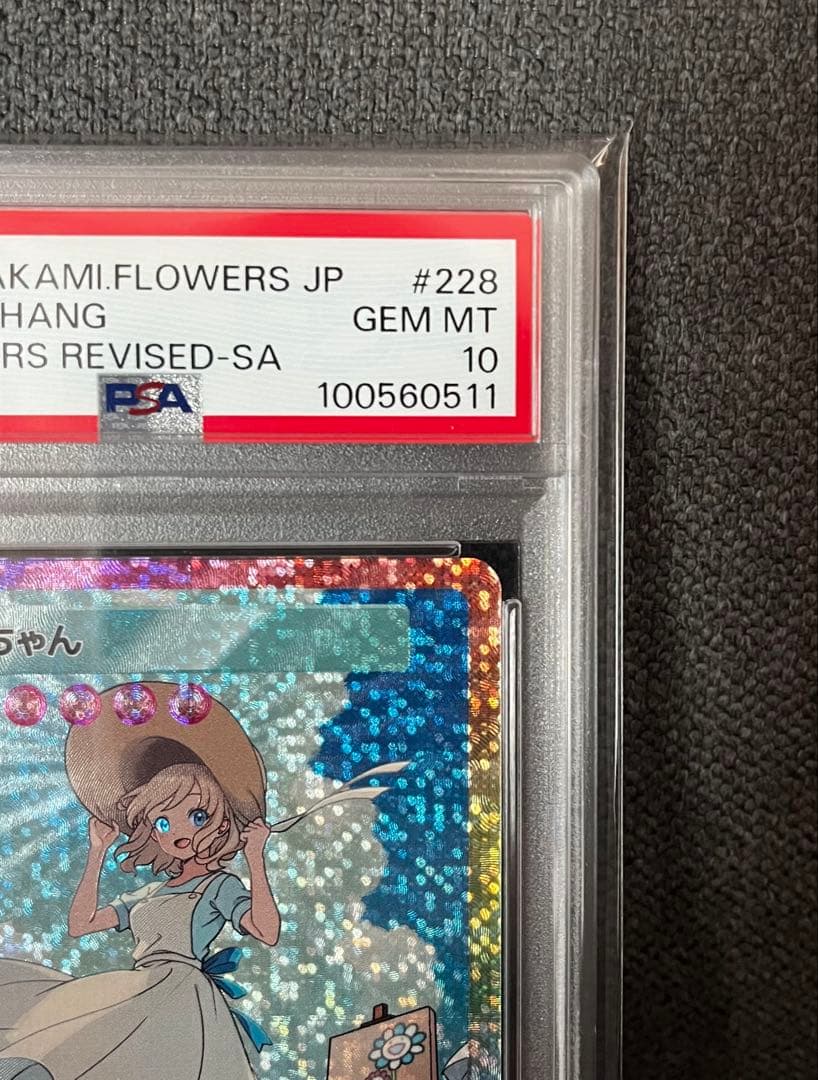 AKAMI.FLOWERS JP #228
HANG GEM MT
RS REVISED-SA 10
PSA 100560511
ちゃん